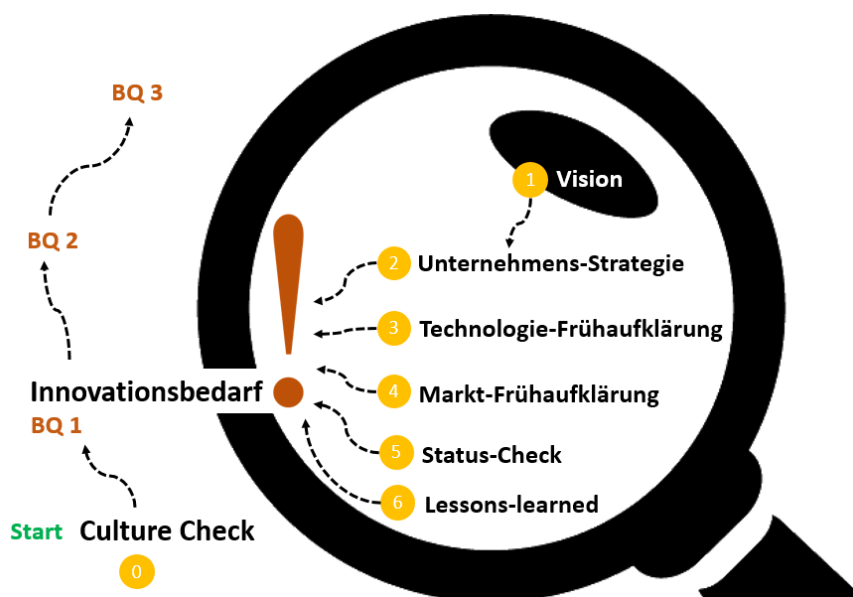 BQ 3
1 Vision
BQ 2
2 Unternehmens-Strategie
3 Technologie-Frühaufklärung
Innovationsbedarf
4 Markt-Frühaufklärung
BQ 1
5 Status-Check
6 Lessons-learned
Start Culture Check
0